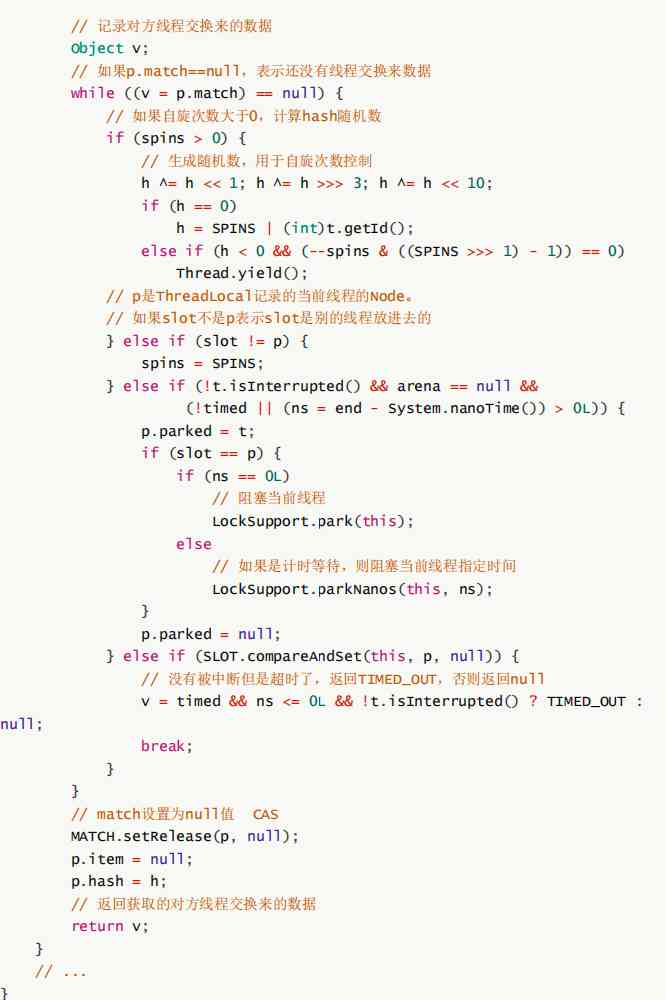 // 记录对方线程交换来的数据
Object v;
// 如果p.match==null，表示还没有线程交换来数据
while ((v = p.match) == null) {
// 如果自旋次数大于0，计算hash随机数
if (spins > 0) {
// 生成随机数，用于自旋次数控制
h ^= h << 1; h ^= h >>> 3; h ^= h << 10;
if (h == 0)
h = SPINS | (int)t.getId();
else if (h < 0 && (--spins & ((SPINS >>> 1) - 1)) == 0)
Thread.yield();
// p是ThreadLocal记录的当前线程的Node。
// 如果slot不是p表示slot是别的线程放进去的
} else if (slot != p) {
spins = SPINS;
} else if (!t.isInterrupted() && arena == null &&
(!timed || (ns = end - System.nanoTime()) > 0L)) {
p.parked = t;
if (slot == p) {
if (ns == 0L)
// 阻塞当前线程
LockSupport.park(this);
else
// 如果是计时等待，则阻塞当前线程指定时间
LockSupport.parkNanos(this, ns);
}
p.parked = null;
} else if (SLOT.compareAndSet(this, p, null)) {
// 没有被中断但是超时了，返回TIMED_OUT，否则返回null
v = timed && ns <= 0L && !t.isInterrupted() ? TIMED_OUT :
null;
break;
}
}
// match设置为null值  CAS
MATCH.setRelease(p, null);
p.item = null;
p.hash = h;
// 返回获取的对方线程交换来的数据
return v;
}
// ...
}